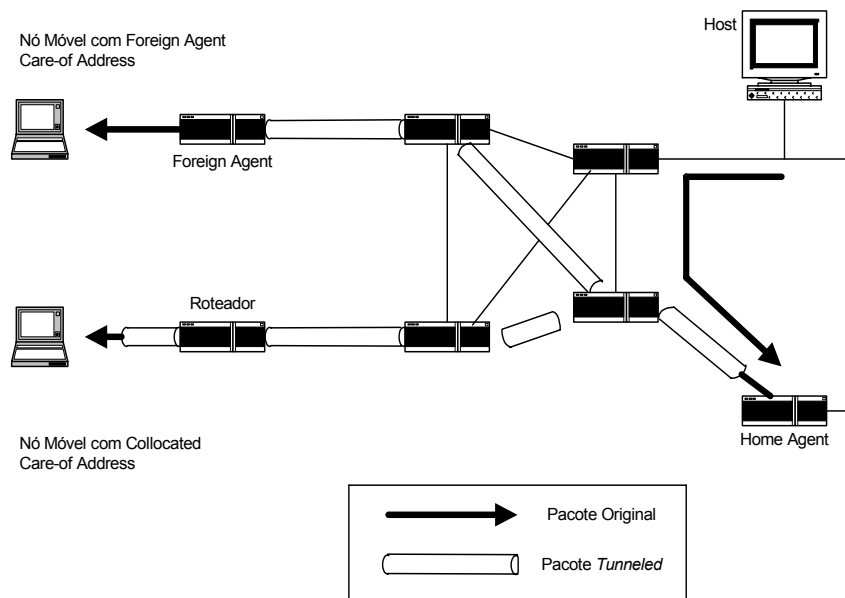 Nó Móvel com Foreign Agent
Care-of Address
Host
Foreign Agent
Roteador
Nó Móvel com Collocated
Care-of Address
Home Agent
Pacote Original
Pacote Tunneled